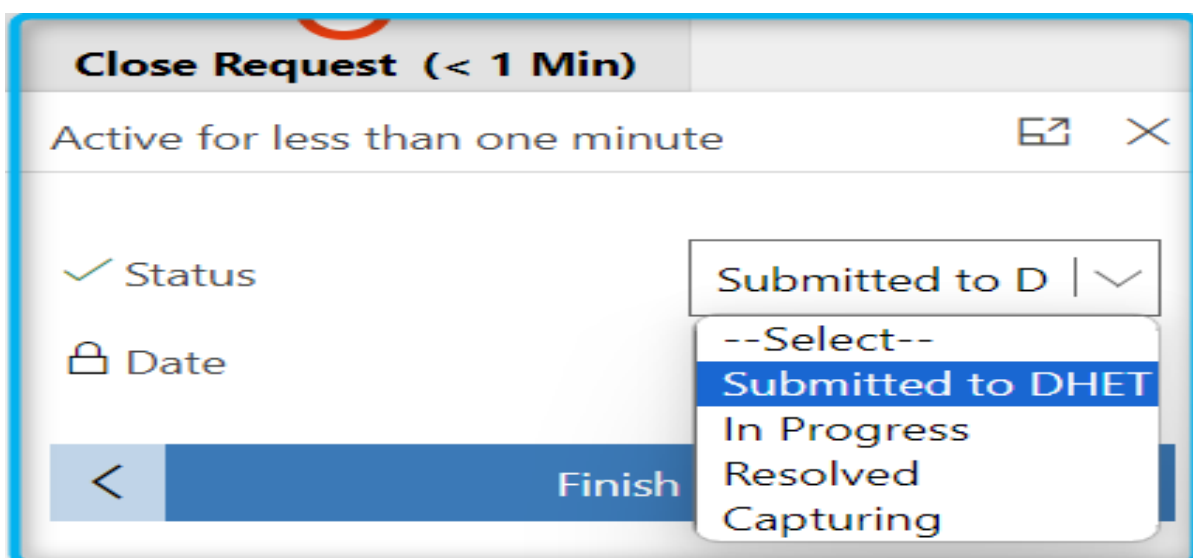 Close Request (< 1 Min)
Active for less than one minute
Status
Submitted to D
--Select--
Date
Submitted to DHET
In Progress
< Finish
Resolved
Capturing